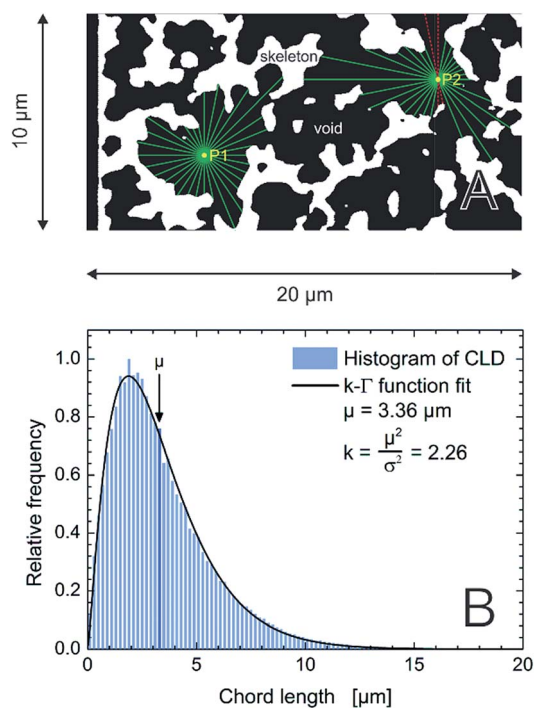 10 µm
skeleton
P2
void
P1
A
20 µm
µ
Histogram of CLD
k-Γ function fit
µ = 3.36 µm
k = µ² / σ² = 2.26
B
Relative frequency
1.0
0.8
0.6
0.4
0.2
0.0
0 5 10 15 20
Chord length [µm]